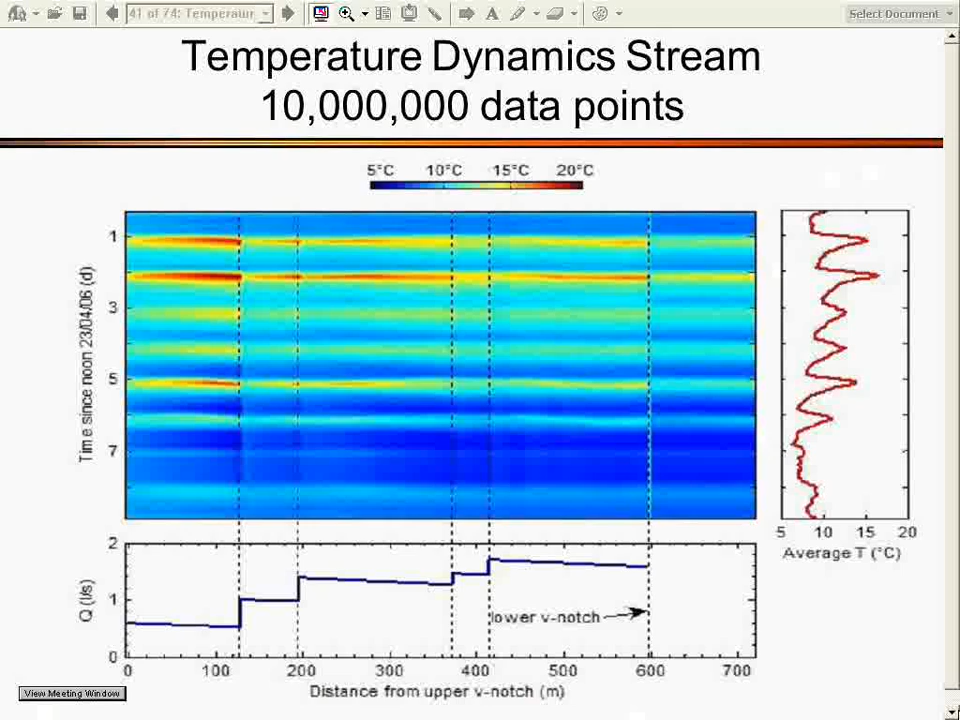 41 of 74: Temperatur
Select Document
Temperature Dynamics Stream
10,000,000 data points
5°C 10°C 15°C 20°C
1
3
5
7
Time since noon 23/04/06 (d)
5 10 15 20
Average T (°C)
2
1
0
Q (l/s)
lower v-notch
0 100 200 300 400 500 600 700
Distance from upper v-notch (m)
View Meeting Window